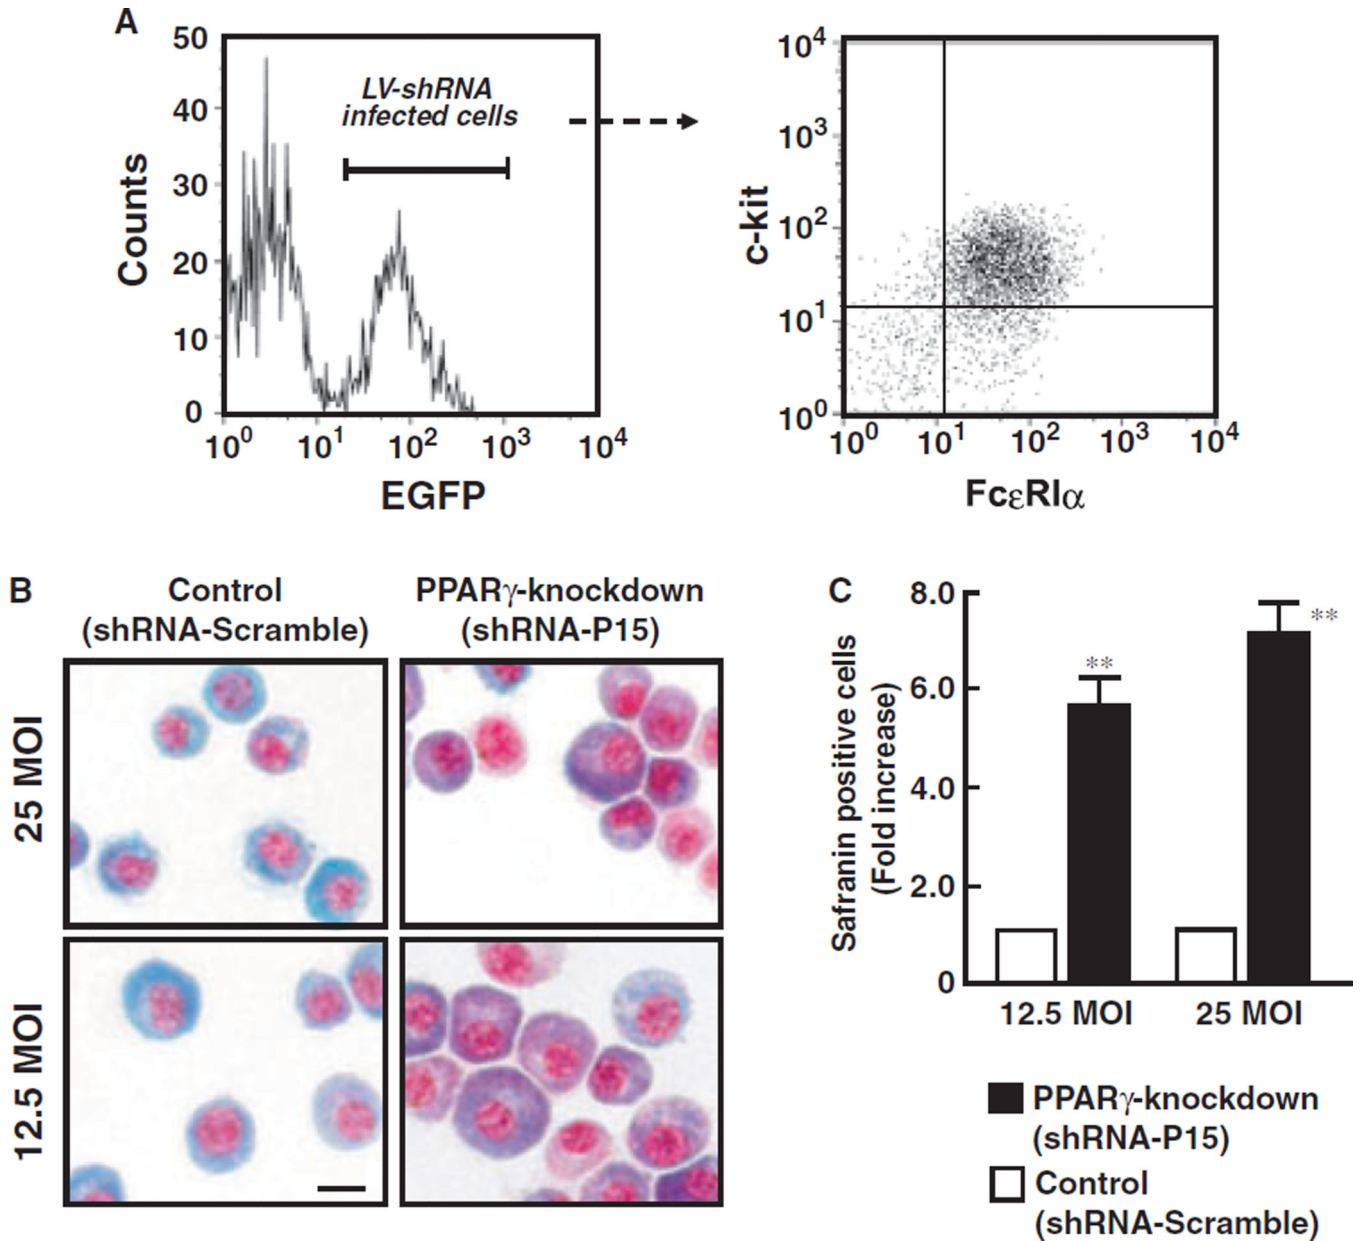 A
50
40
30
20
10
0
Counts
LV-shRNA
infected cells
10⁰ 10¹ 10² 10³ 10⁴
EGFP
10⁴
10³
10²
10¹
10⁰
c-kit
10⁰ 10¹ 10² 10³ 10⁴
FcεRIα
B
Control
(shRNA-Scramble)
PPARγ-knockdown
(shRNA-P15)
25 MOI
12.5 MOI
C
Safranin positive cells
(Fold increase)
8.0
6.0
4.0
2.0
0
**
**
12.5 MOI 25 MOI
PPARγ-knockdown
(shRNA-P15)
Control
(shRNA-Scramble)